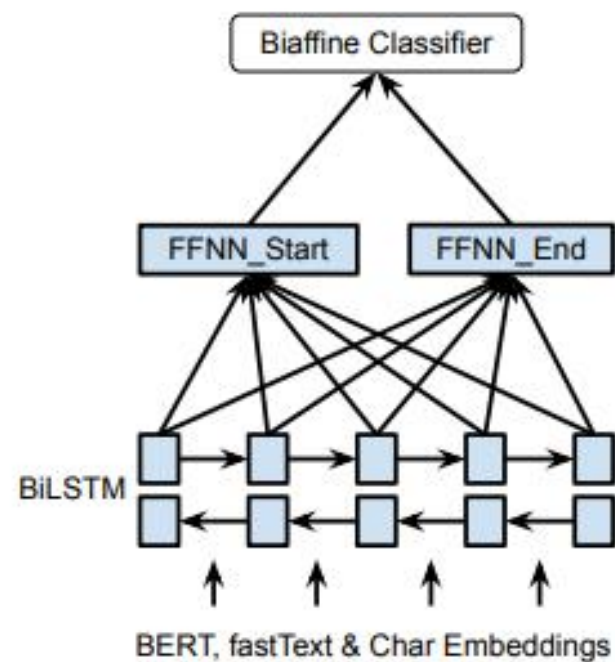 Biaffine Classifier
FFNN_Start FFNN_End
BiLSTM
BERT, fastText & Char Embeddings